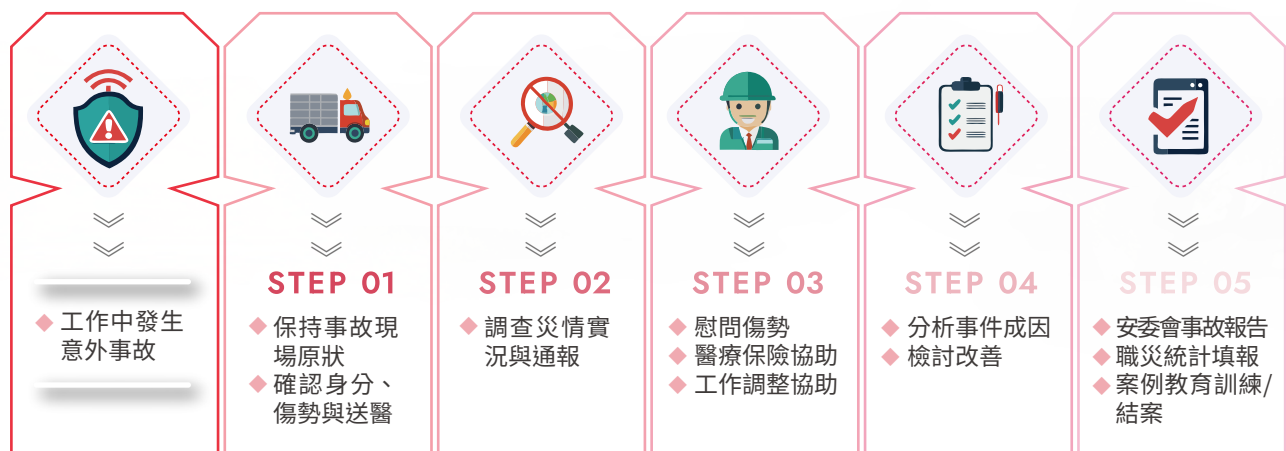 工作中發生
意外事故
STEP 01
保持事故現
場原狀
確認身分、
傷勢與送醫
STEP 02
調查災情實
況與通報
STEP 03
慰問傷勢
醫療保險協助
工作調整協助
STEP 04
分析事件成因
檢討改善
STEP 05
安委會事故報告
職災統計填報
案例教育訓練/
結案